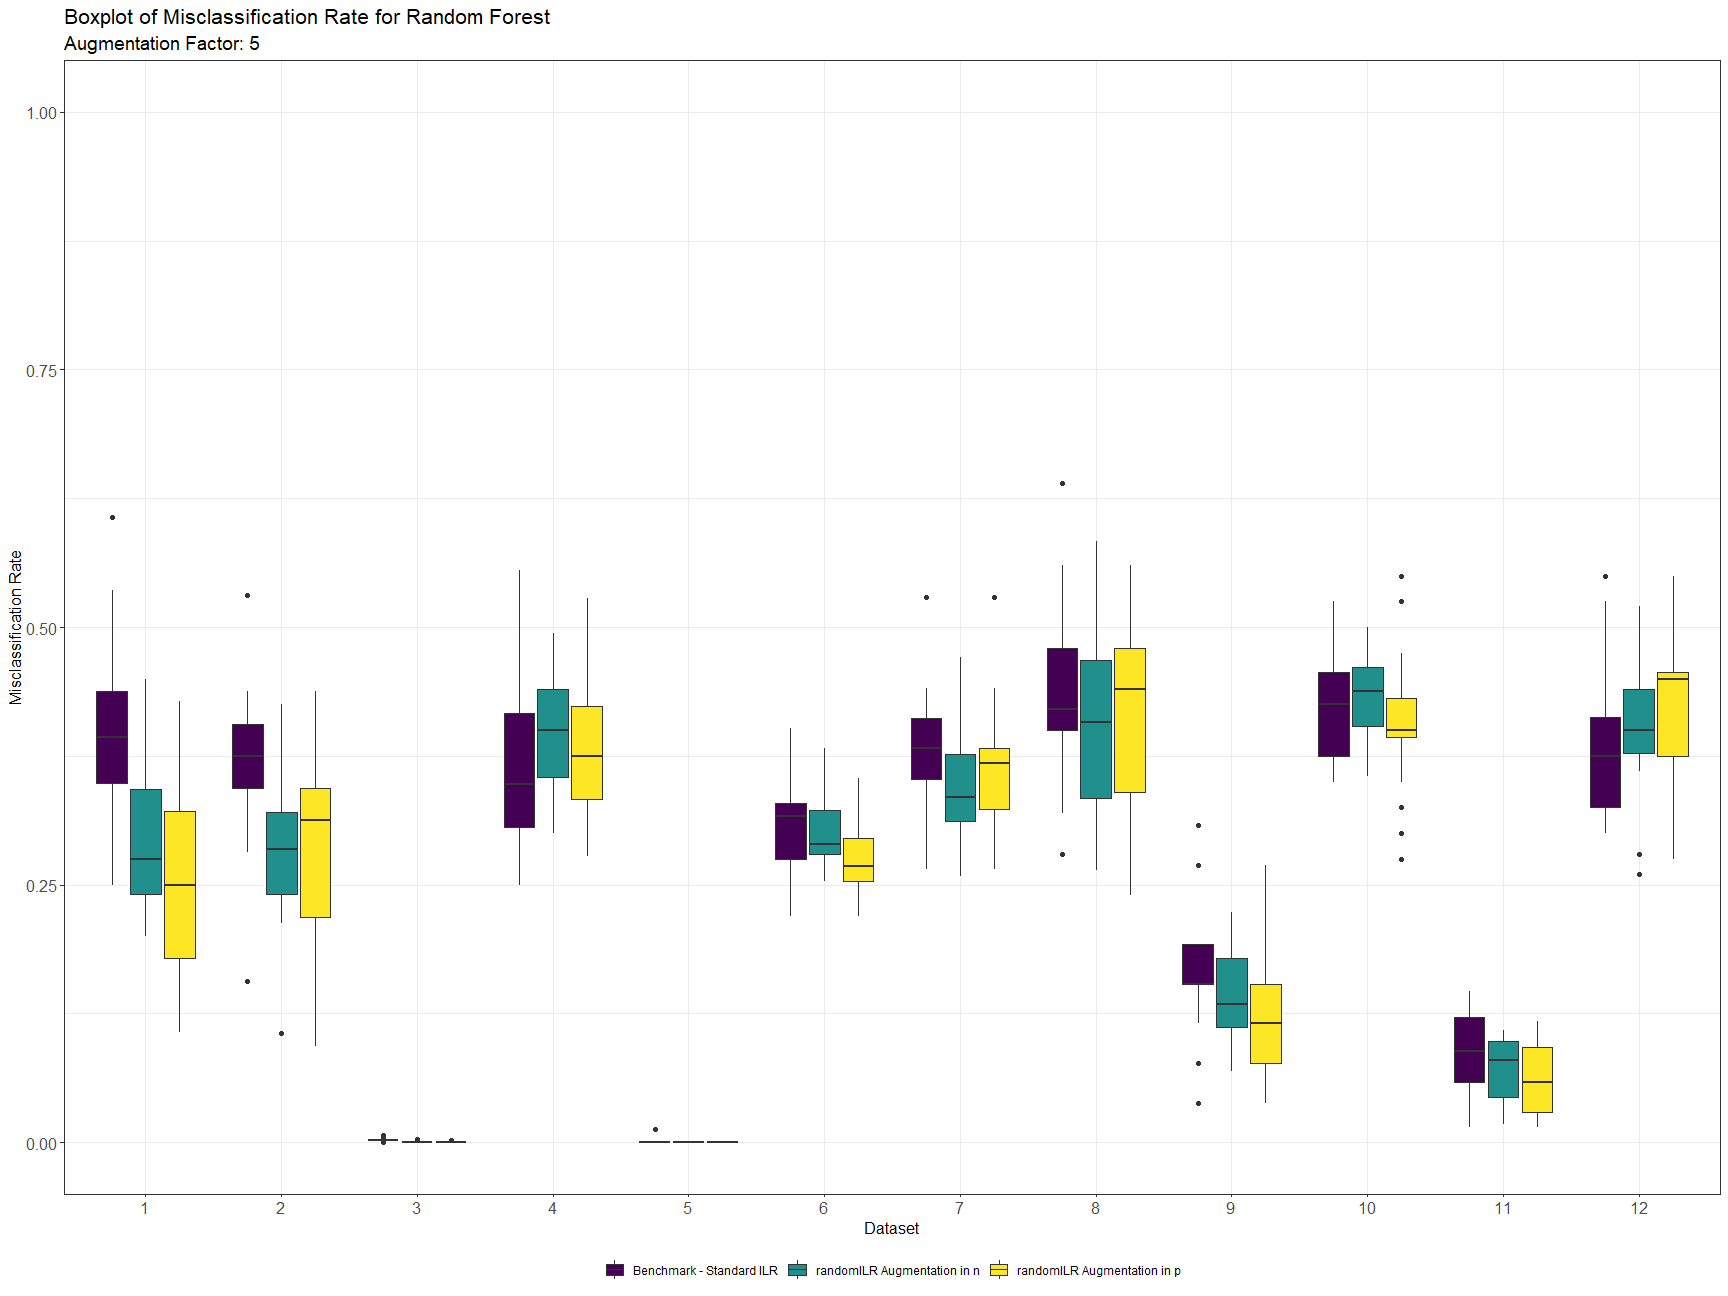 Boxplot of Misclassification Rate for Random Forest
Augmentation Factor: 5
Misclassification Rate
1.00
0.75
0.50
0.25
0.00
1 2 3 4 5 6 7 8 9 10 11 12
Dataset
Benchmark - Standard ILR randomILR Augmentation in n randomILR Augmentation in p